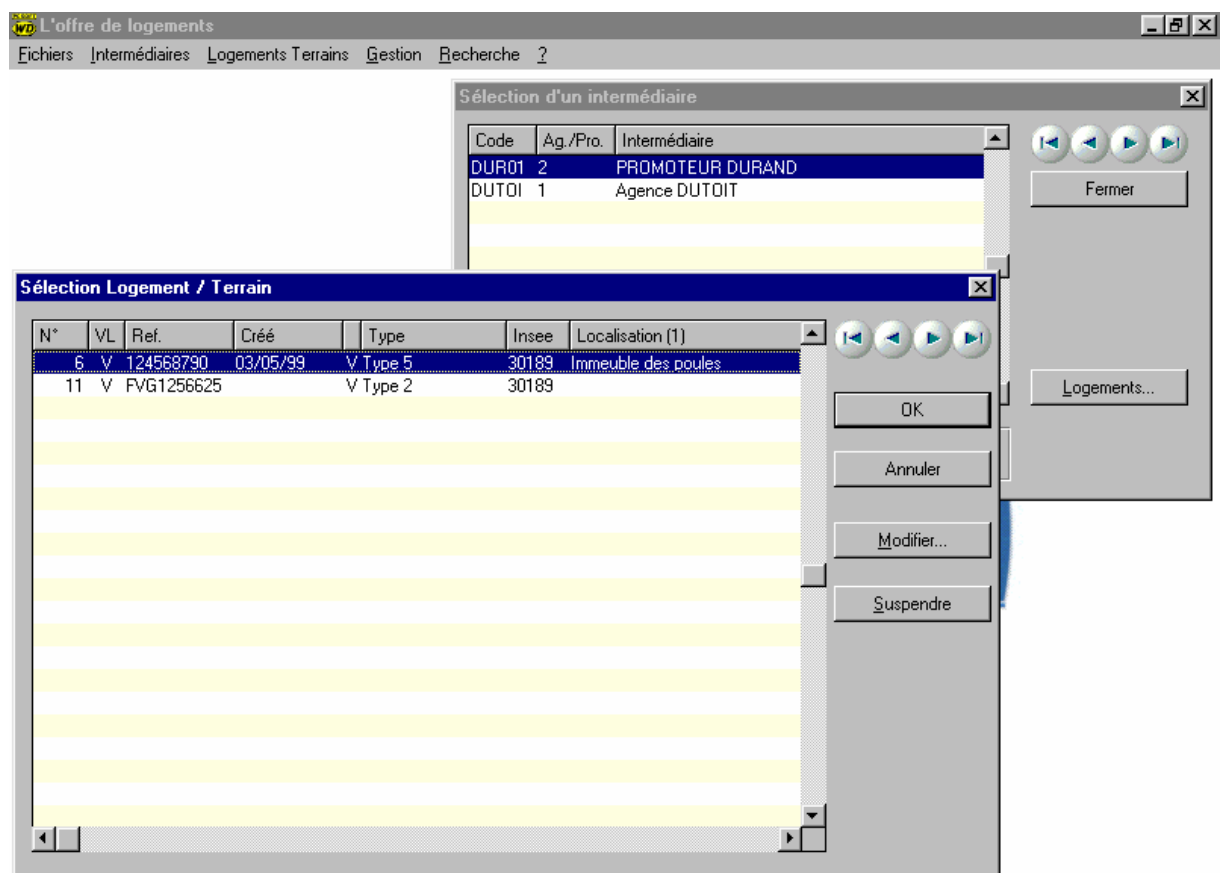 L'offre de logements
Fichiers Intermédiaires Logements Terrains Gestion Recherche ?
Sélection d'un intermédiaire
Code Ag./Pro. Intermédiaire
DUR01 2 PROMOTEUR DURAND
DUTOI 1 Agence DUTOIT
Fermer
Logements...
Sélection Logement / Terrain
N° VL Ref. Créé Type Insee Localisation (1)
6 V 124568790 03/05/99 V Type 5 30189 Immeuble des poules
11 V FVG1256625 V Type 2 30189
OK
Annuler
Modifier...
Suspendre